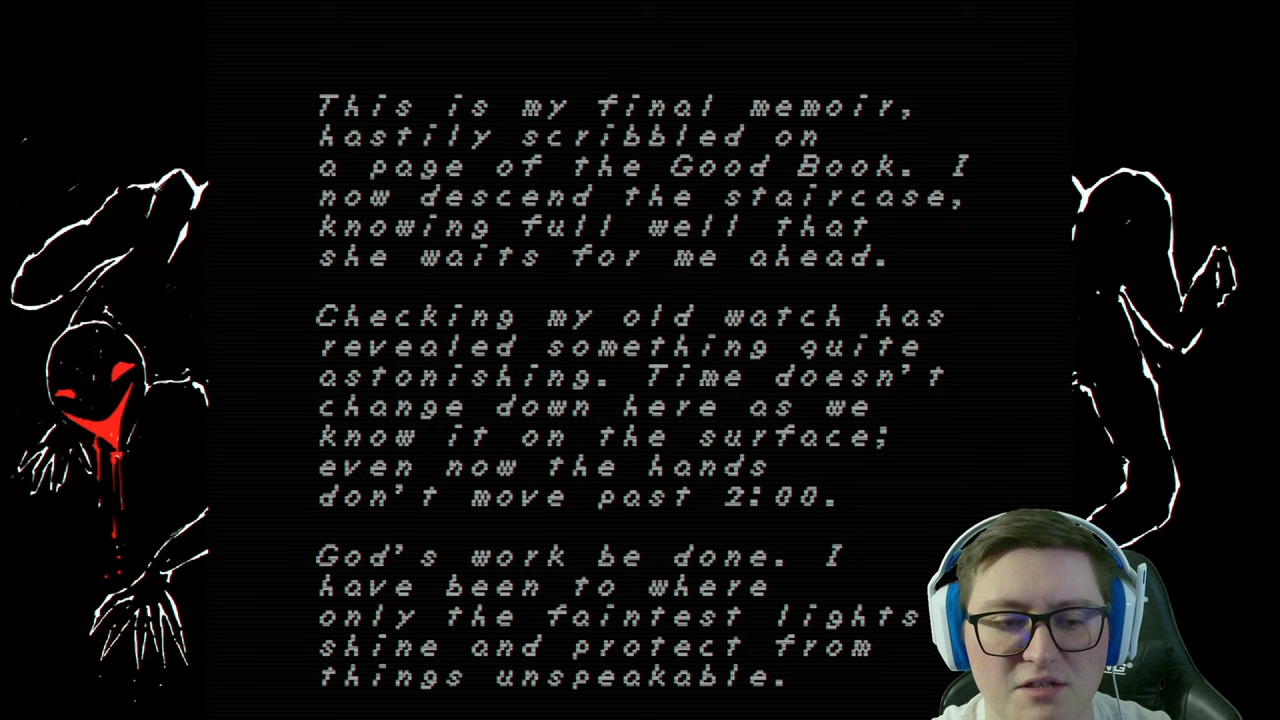 This is my final memoir,
hastily scribbled on
a page of the Good Book. I
now descend the staircase,
knowing full well that
she waits for me ahead.
Checking my old watch has
revealed something quite
astonishing. Time doesn't
change down here as we
know it on the surface;
even now the hands
don't move past 2:00.
God's work be done. I
have been to where
only the faintest lights
shine and protect from
things unspeakable.